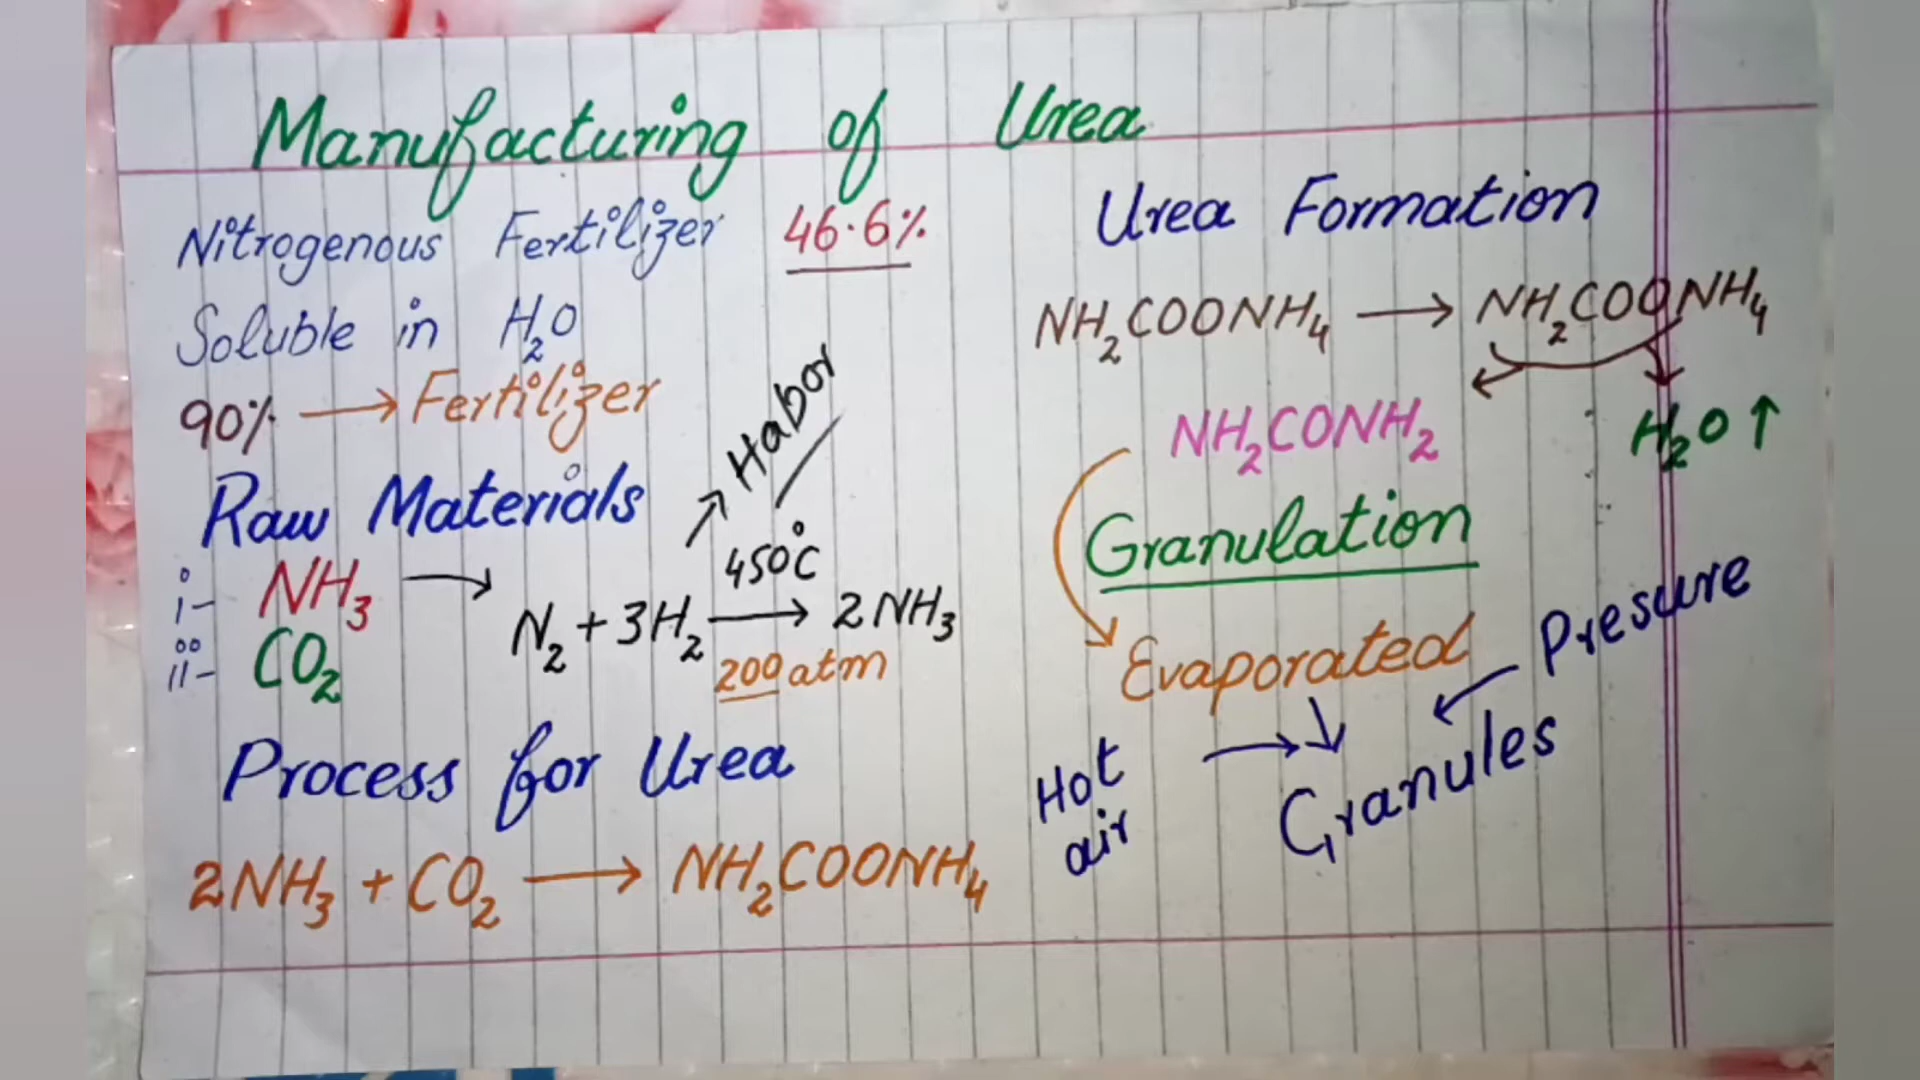 Manufacturing of Urea
Nitrogenous Fertilizer 46.6%
Soluble in H₂O
90% → Fertilizer
Raw Materials
i- NH₃ →
ii- CO₂
↗ Habor
N₂ + 3H₂ 450°C → 200 atm 2NH₃
Process for Urea
2NH₃ + CO₂ → NH₂COONH₄
Urea Formation
NH₂COONH₄ → NH₂COONH₄
NH₂CONH₂ H₂O↑
Granulation
Evaporated
Presure
Hot air →
Granules